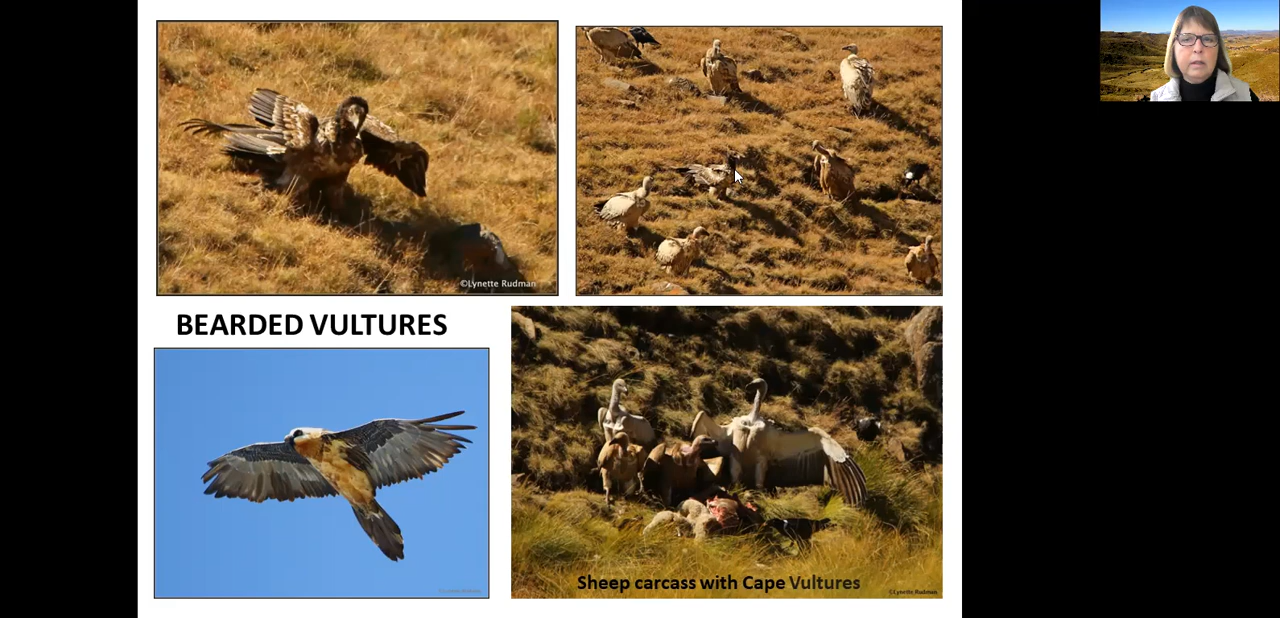 ©Lynette Rudman
BEARDED VULTURES
Sheep carcass with Cape Vultures
©Lynette Rudman